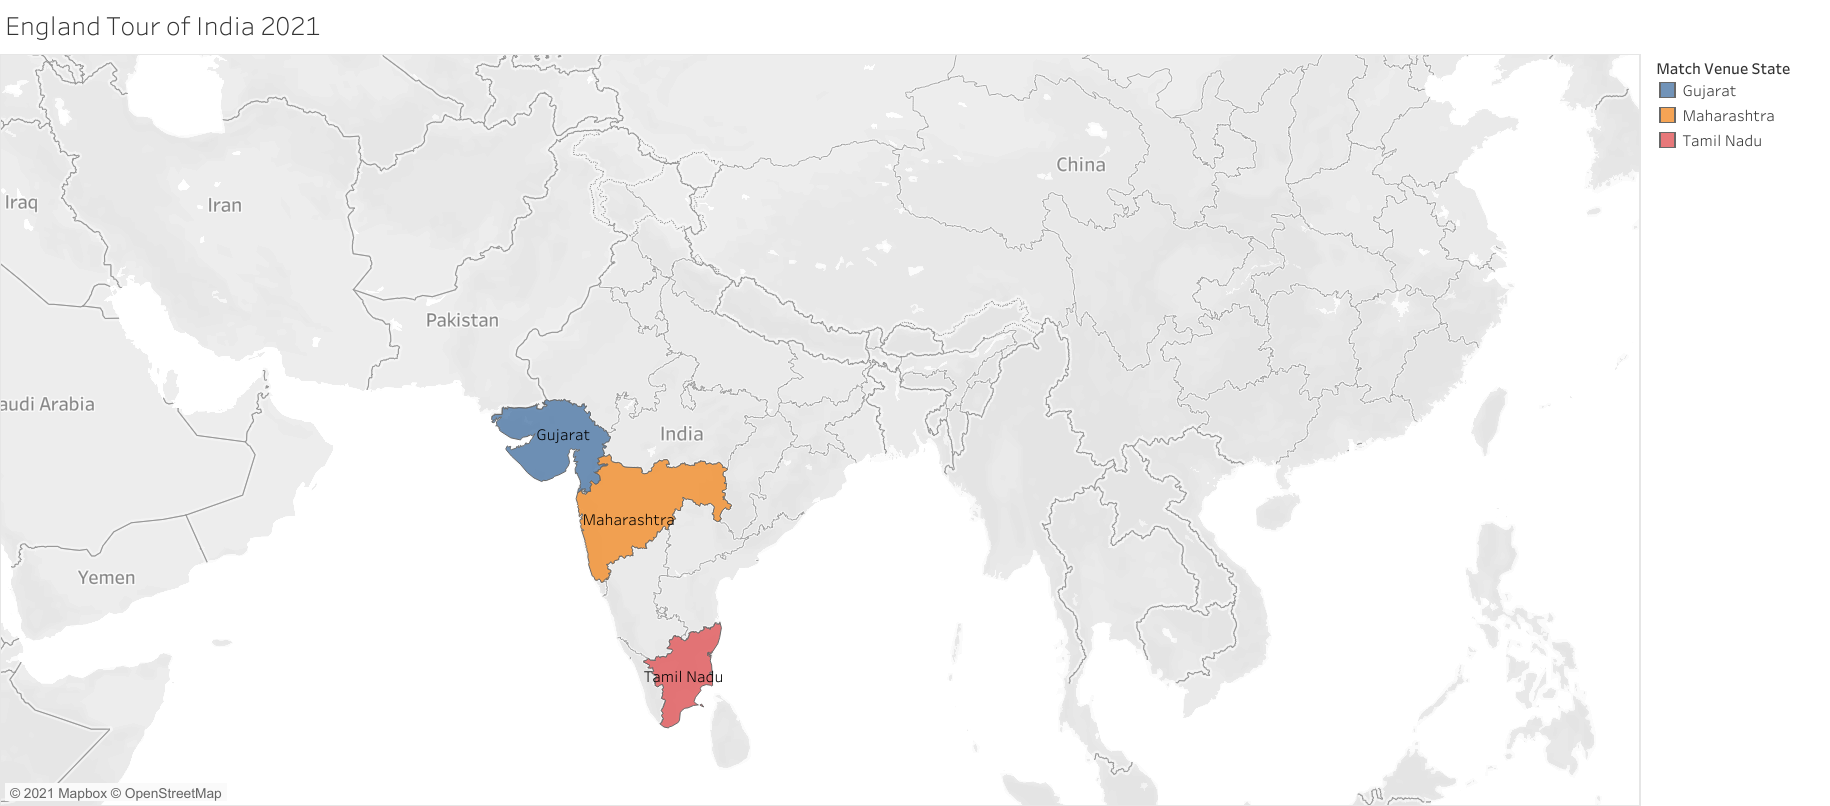 England Tour of India 2021
Match Venue State
Gujarat
Maharashtra
Tamil Nadu
China
Iraq
Iran
Pakistan
audi Arabia
Gujarat
India
Maharashtra
Yemen
Tamil Nadu
© 2021 Mapbox © OpenStreetMap